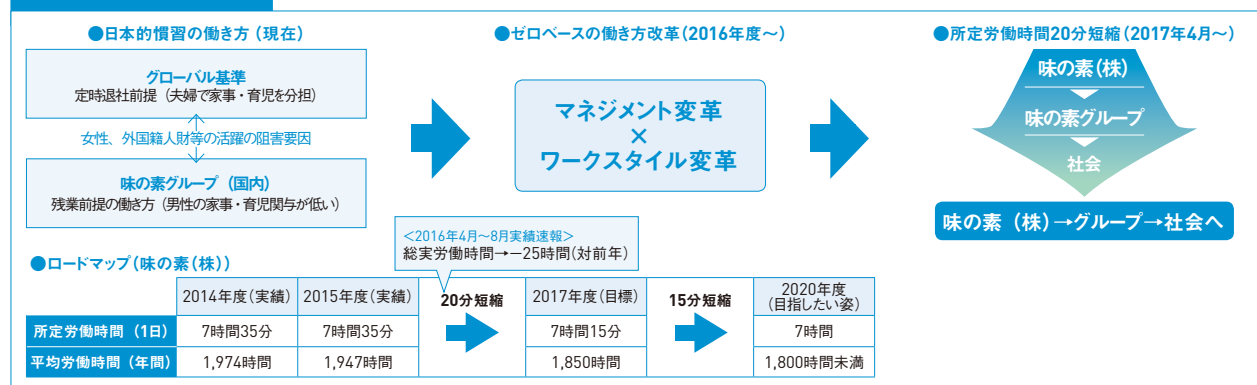 ●日本的慣習の働き方（現在）
グローバル基準
定時退社前提（夫婦で家事・育児を分担）
女性、外国籍人財等の活躍の阻害要因
味の素グループ（国内）
残業前提の働き方（男性の家事・育児関与が低い）
●ゼロベースの働き方改革（2016年度～）
マネジメント変革
×
ワークスタイル変革
●所定労働時間20分短縮（2017年4月～）
味の素（株）
味の素グループ
社会
味の素（株）→グループ→社会へ
＜2016年4月～8月実績速報＞
総実労働時間→－25時間（対前年）
●ロードマップ（味の素（株））
2014年度（実績） 2015年度（実績） 20分短縮 2017年度（目標） 15分短縮 2020年度
（目指したい姿）
所定労働時間（1日） 7時間35分 7時間35分 7時間15分 7時間
平均労働時間（年間） 1,974時間 1,947時間 1,850時間 1,800時間未満